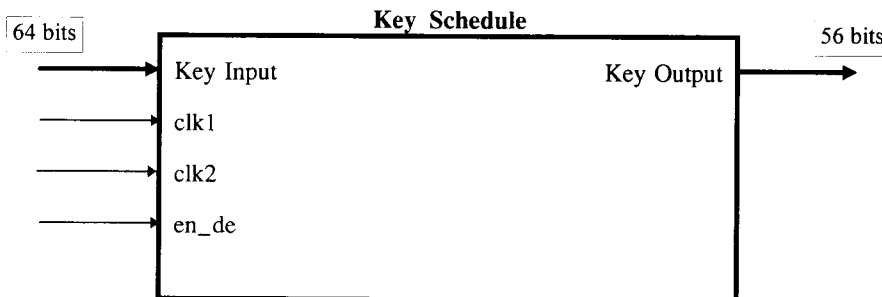 Key Schedule
64 bits
56 bits
Key Input
Key Output
clk1
clk2
en_de